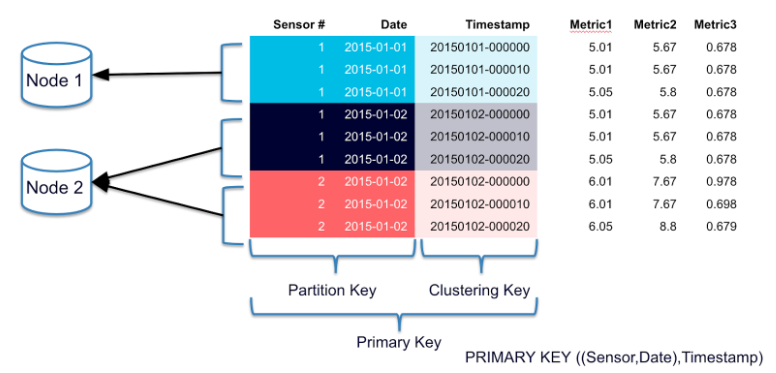 Sensor # Date Timestamp Metric1 Metric2 Metric3
1 2015-01-01 20150101-000000 5.01 5.67 0.678
1 2015-01-01 20150101-000010 5.01 5.67 0.678
1 2015-01-01 20150101-000020 5.05 5.8 0.678
1 2015-01-02 20150102-000000 5.01 5.67 0.678
1 2015-01-02 20150102-000010 5.01 5.67 0.678
1 2015-01-02 20150102-000020 5.05 5.8 0.678
2 2015-01-02 20150102-000000 6.01 7.67 0.978
2 2015-01-02 20150102-000010 6.01 7.67 0.698
2 2015-01-02 20150102-000020 6.05 8.8 0.679
Node 1
Node 2
Partition Key Clustering Key
Primary Key
PRIMARY KEY ((Sensor,Date),Timestamp)